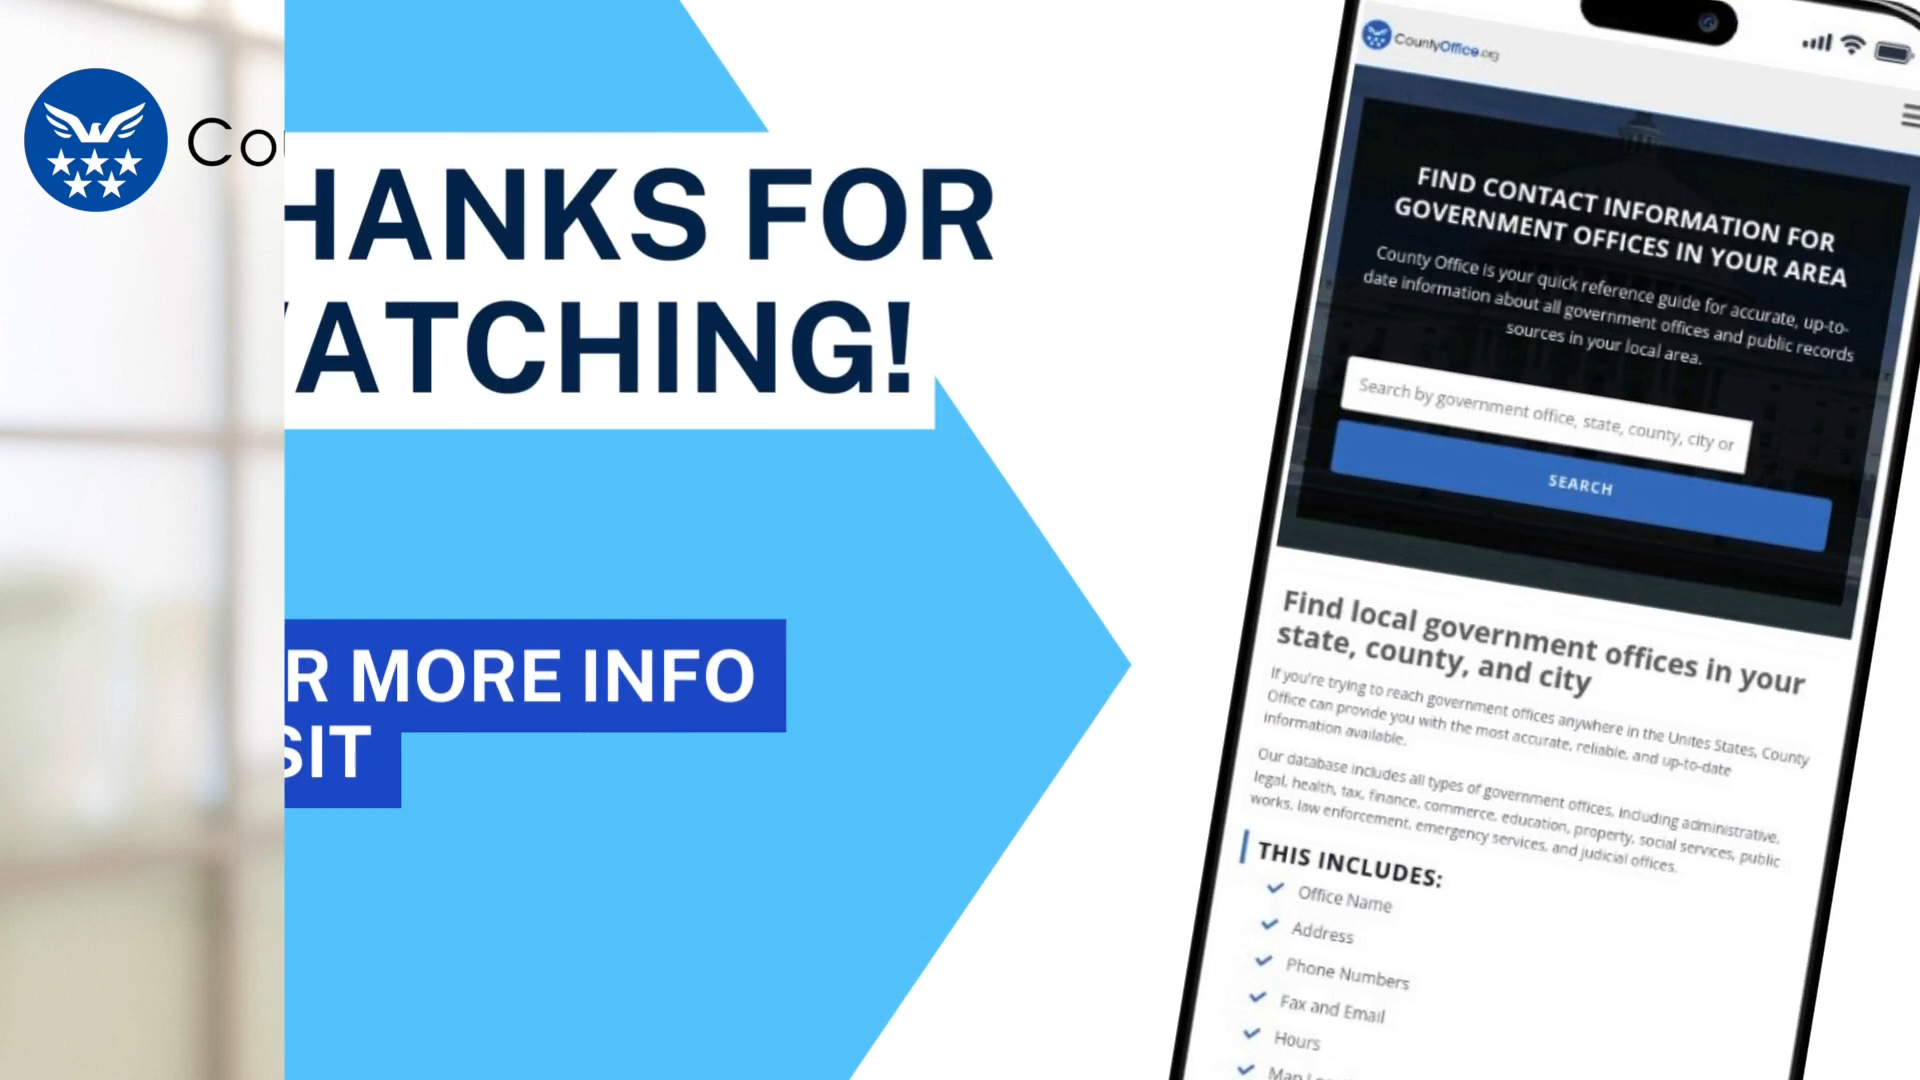 Co
HANKS FOR
ATCHING!
R MORE INFO
SIT
CountyOffice.org
FIND CONTACT INFORMATION FOR
GOVERNMENT OFFICES IN YOUR AREA
County Office is your quick reference guide for accurate, up-to-
date information about all government offices and public records
sources in your local area.
Search by government office, state, county, city or
SEARCH
Find local government offices in your
state, county, and city
If you're trying to reach government offices anywhere in the Unites States, County
Office can provide you with the most accurate, reliable, and up-to-date
information available.
Our database includes all types of government offices, including administrative,
legal, health, tax, finance, commerce, education, property, social services, public
works, law enforcement, emergency services, and judicial offices.
THIS INCLUDES:
Office Name
Address
Phone Numbers
Fax and Email
Hours
Map